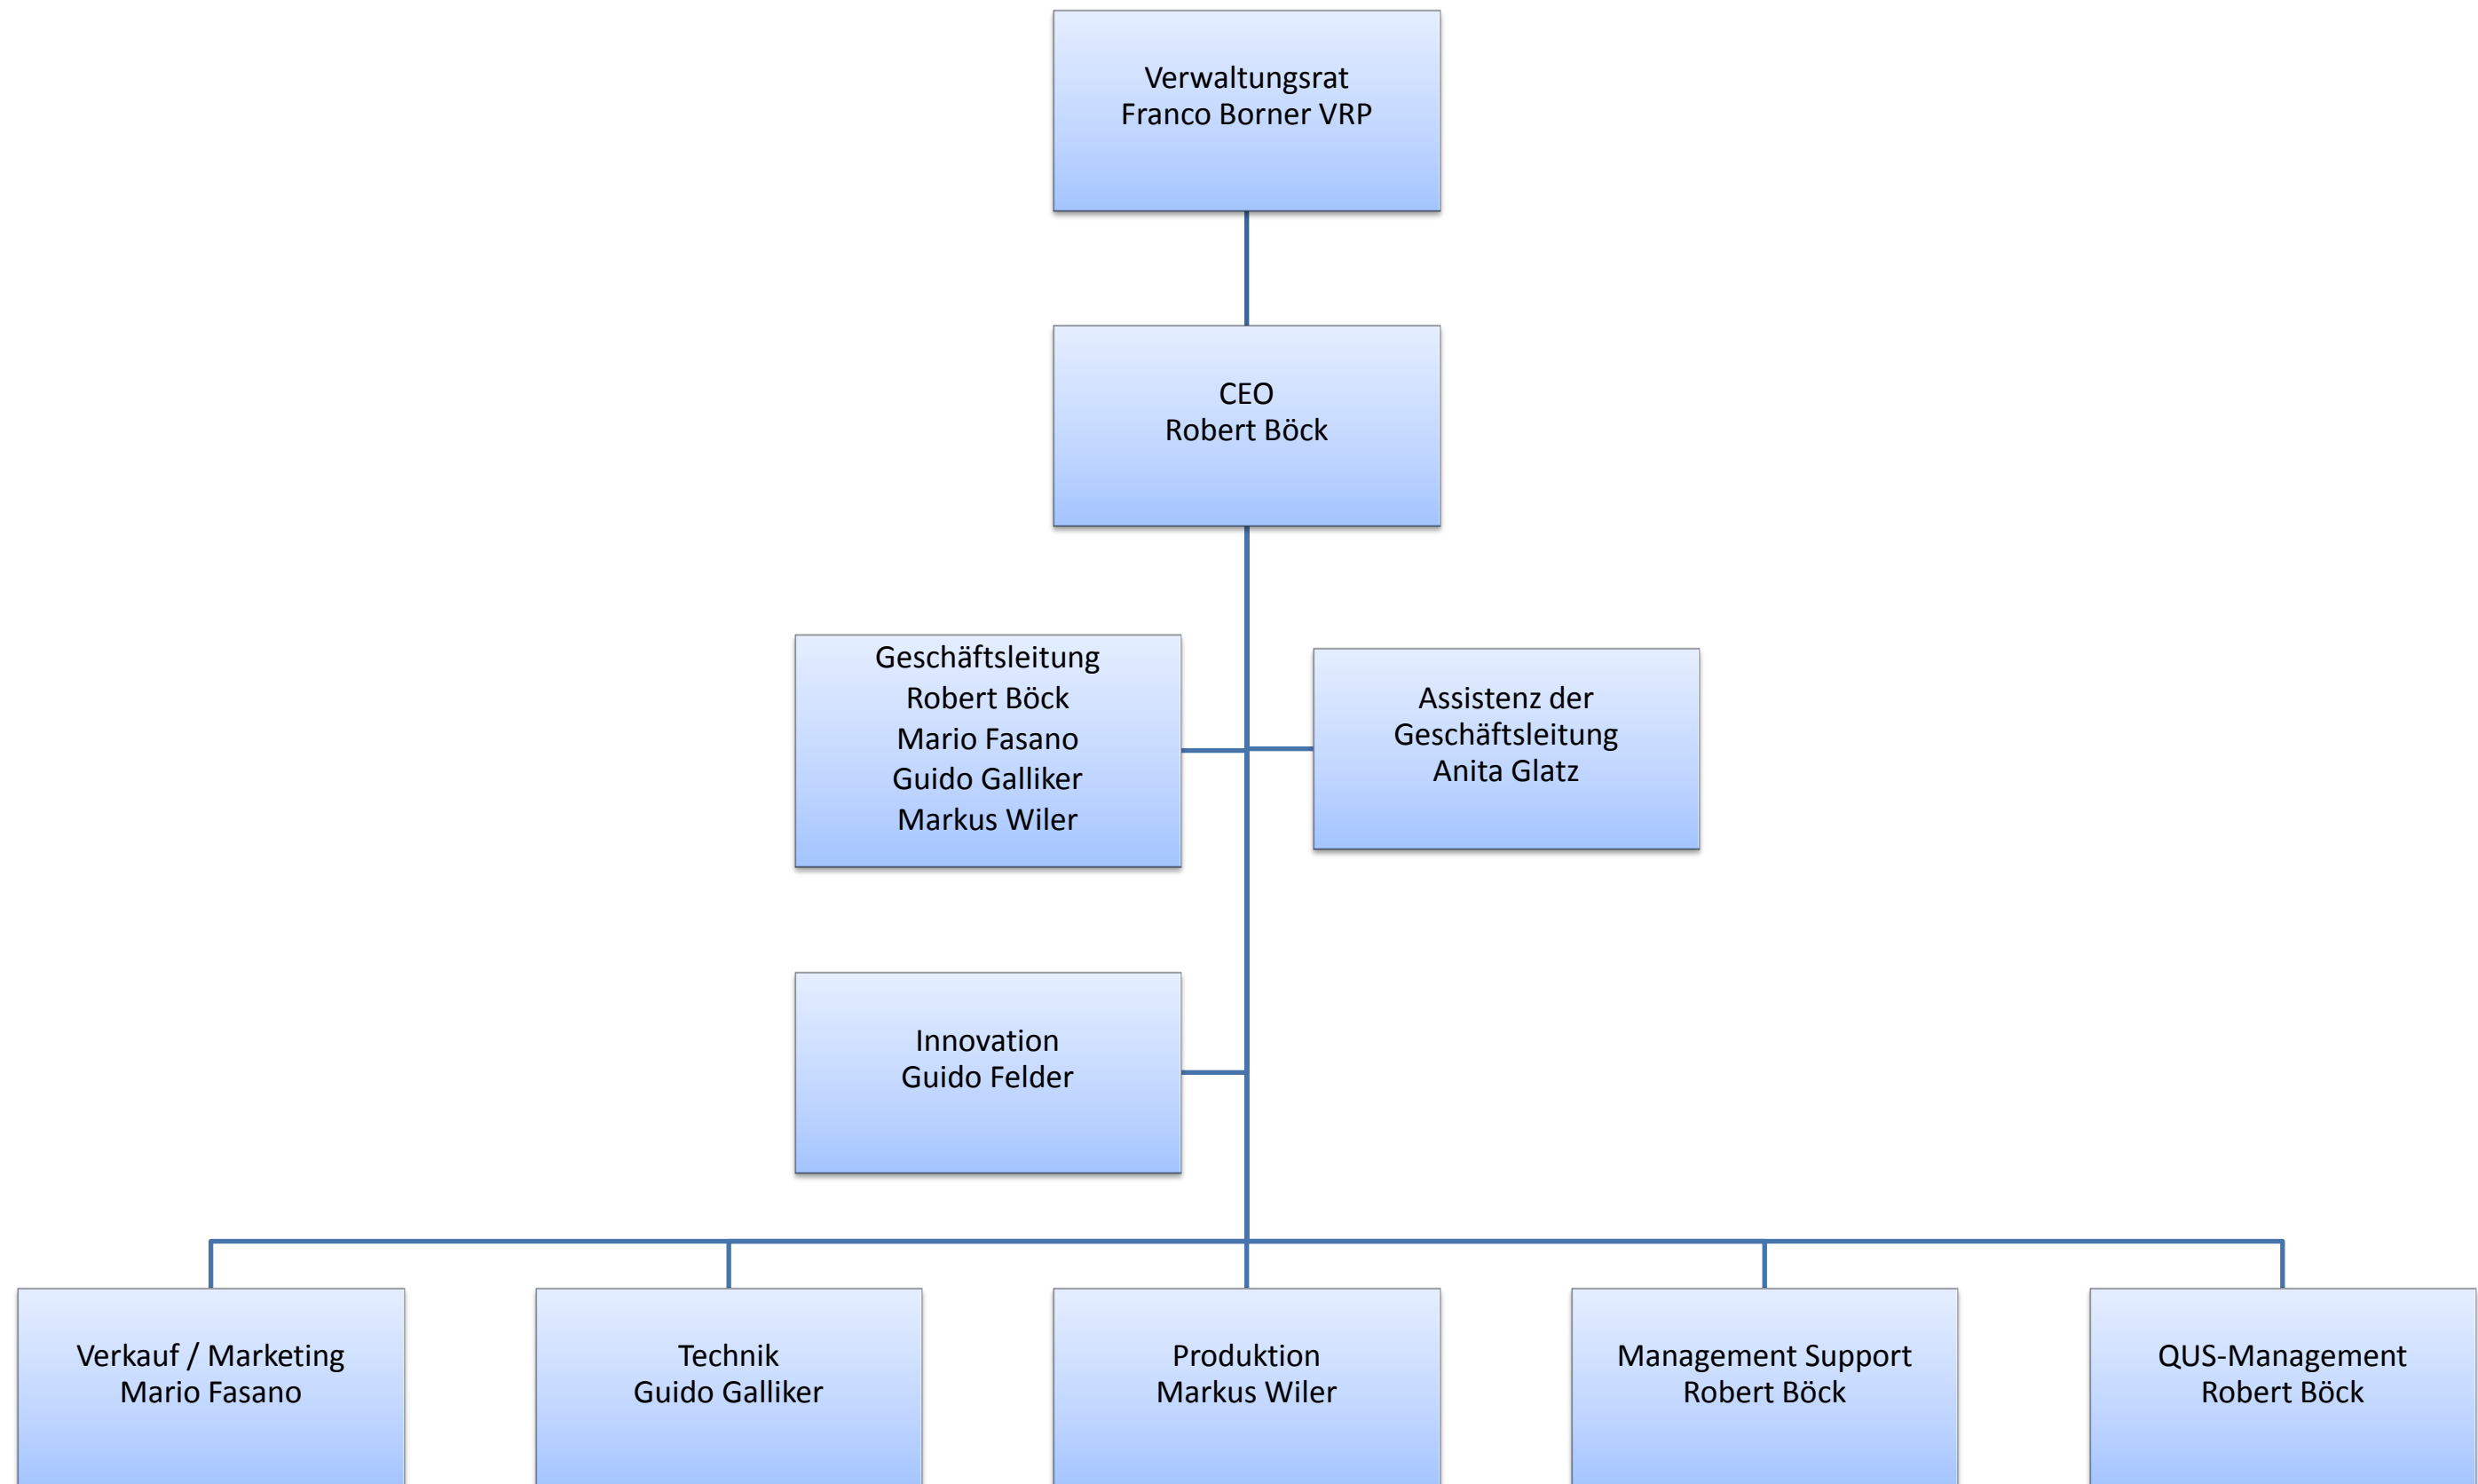 Verwaltungsrat
Franco Borner VRP
CEO
Robert Böck
Geschäftsleitung
Robert Böck
Mario Fasano
Guido Galliker
Markus Wiler
Assistenz der
Geschäftsleitung
Anita Glatz
Innovation
Guido Felder
Verkauf / Marketing
Mario Fasano
Technik
Guido Galliker
Produktion
Markus Wiler
Management Support
Robert Böck
QUS-Management
Robert Böck